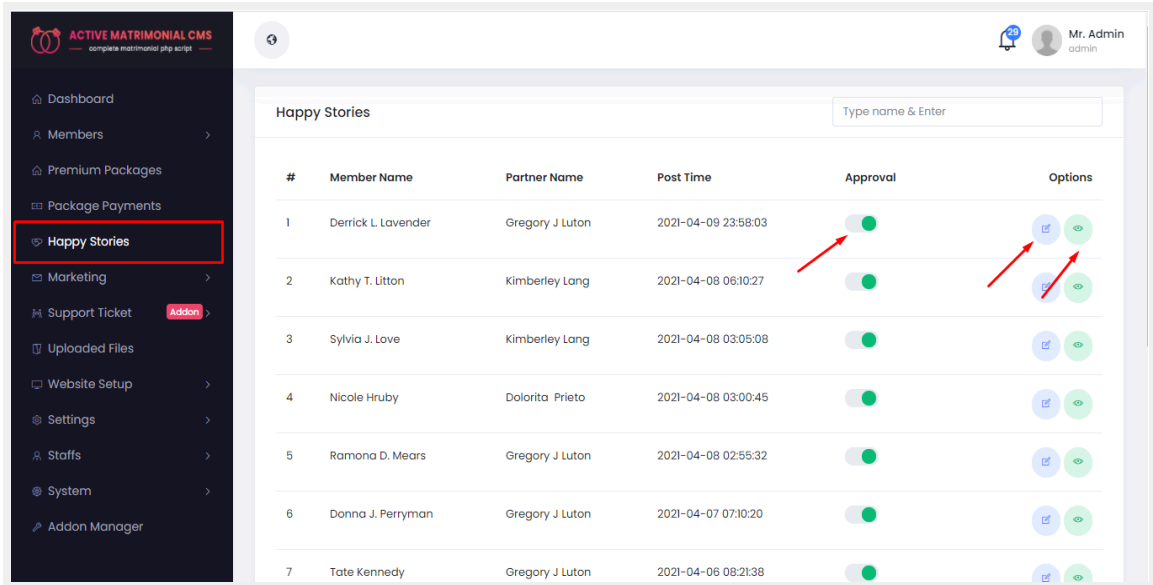 ACTIVE MATRIMONIAL CMS
complete matrimonial php script
29
Mr. Admin
admin
Dashboard
Members
Premium Packages
Package Payments
Happy Stories
Marketing
Support Ticket Addon
Uploaded Files
Website Setup
Settings
Staffs
System
Addon Manager
Happy Stories
Type name & Enter
# Member Name Partner Name Post Time Approval Options
1 Derrick L. Lavender Gregory J Luton 2021-04-09 23:58:03
2 Kathy T. Litton Kimberley Lang 2021-04-08 06:10:27
3 Sylvia J. Love Kimberley Lang 2021-04-08 03:05:08
4 Nicole Hruby Dolorita Prieto 2021-04-08 03:00:45
5 Ramona D. Mears Gregory J Luton 2021-04-08 02:55:32
6 Donna J. Perryman Gregory J Luton 2021-04-07 07:10:20
7 Tate Kennedy Gregory J Luton 2021-04-06 08:21:38